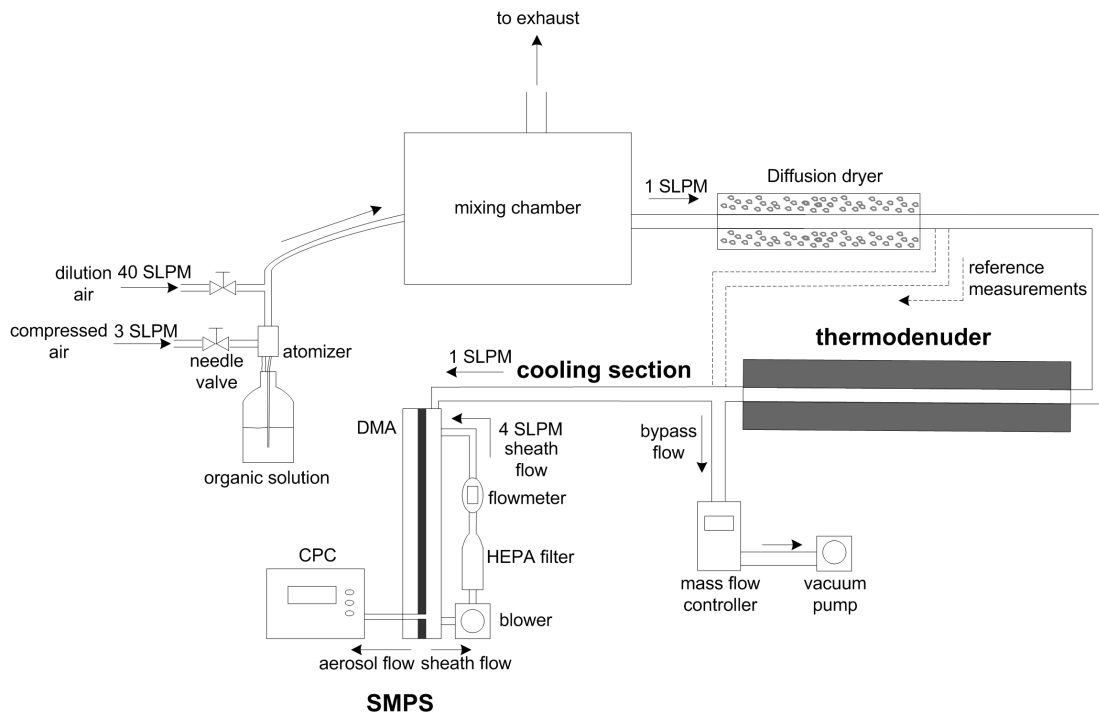 to exhaust
1 SLPM
Diffusion dryer
mixing chamber
dilution 40 SLPM
air
reference
measurements
compressed 3 SLPM
air
needle
valve
atomizer
thermodenuder
1 SLPM
cooling section
DMA
4 SLPM
sheath
flow
bypass
flow
organic solution
flowmeter
CPC
HEPA filter
mass flow
controller
vacuum
pump
blower
aerosol flow sheath flow
SMPS